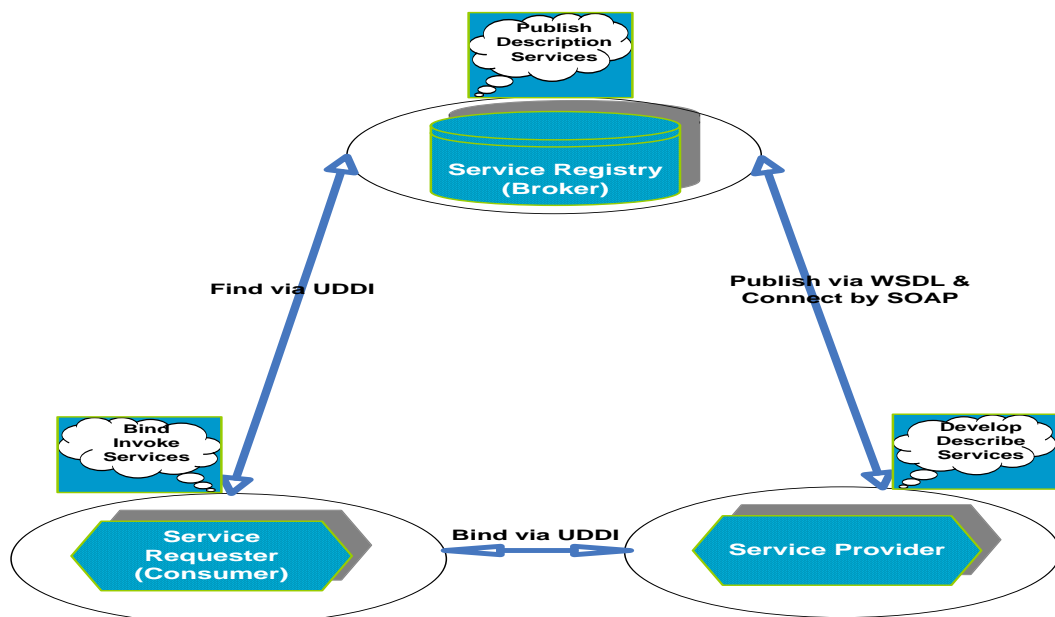 Publish
Description
Services
Service Registry
(Broker)
Find via UDDI
Publish via WSDL &
Connect by SOAP
Bind
Invoke
Services
Develop
Describe
Services
Service
Requester
(Consumer)
Bind via UDDI
Service Provider